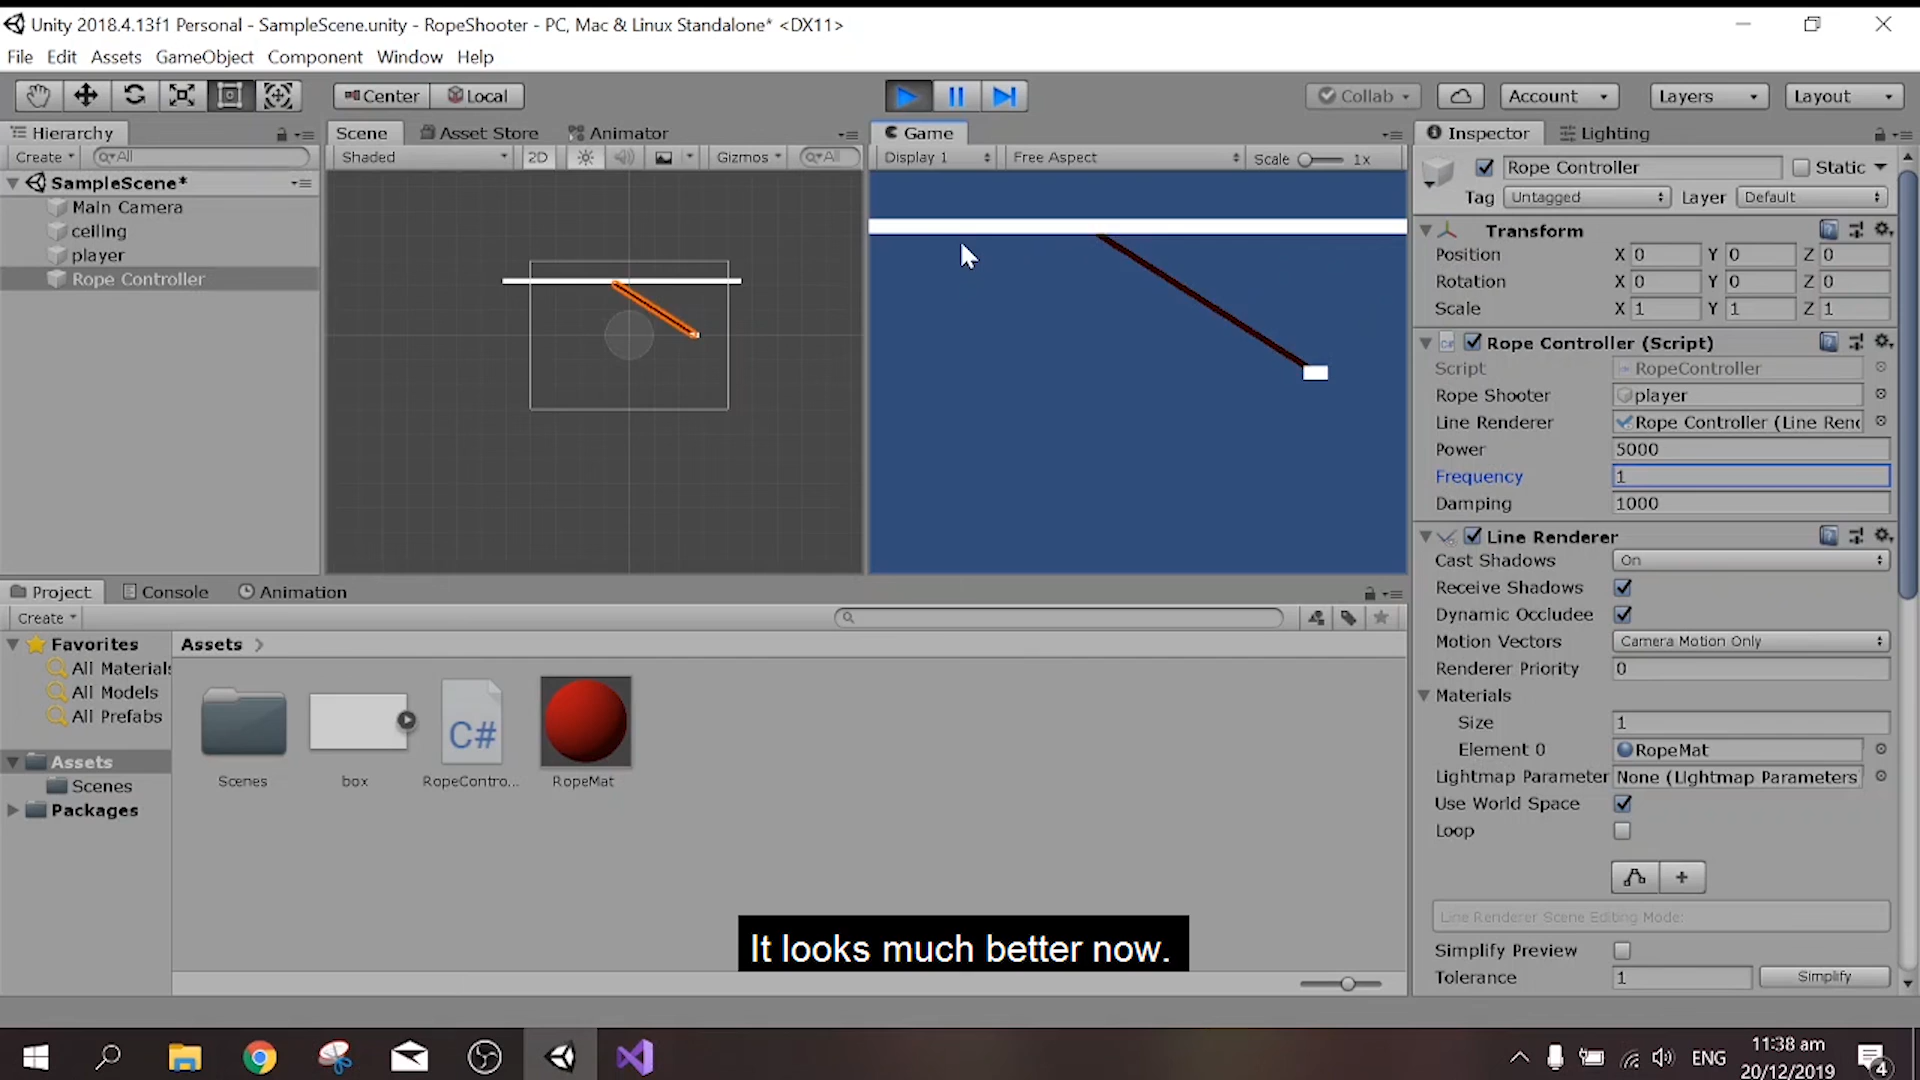 Unity 2018.4.13f1 Personal - SampleScene.unity - RopeShooter - PC, Mac & Linux Standalone* <DX11>
File Edit Assets GameObject Component Window Help
Center Local Collab Account Layers Layout
Hierarchy
Create All
SampleScene*
Main Camera
ceiling
player
Rope Controller
Scene Asset Store Animator
Shaded 2D Gizmos All
Game
Display 1 Free Aspect Scale 1x
Inspector Lighting
Rope Controller Static
Tag Untagged Layer Default
Transform
Position X 0 Y 0 Z 0
Rotation X 0 Y 0 Z 0
Scale X 1 Y 1 Z 1
Rope Controller (Script)
Script RopeController
Rope Shooter player
Line Renderer Rope Controller (Line Rend
Power 5000
Frequency 1
Damping 1000
Line Renderer
Cast Shadows On
Receive Shadows
Dynamic Occludee
Motion Vectors Camera Motion Only
Renderer Priority 0
Materials
Size 1
Element 0 RopeMat
Lightmap Parameter None (Lightmap Parameters
Use World Space
Loop
Line Renderer Scene Editing Mode:
Simplify Preview
Tolerance 1 Simplify
Project Console Animation
Create
Favorites
All Materials
All Models
All Prefabs
Assets
Scenes
Packages
Assets
C#
Scenes box RopeContro... RopeMat
It looks much better now.
ENG
11:38 am
20/12/2019
4